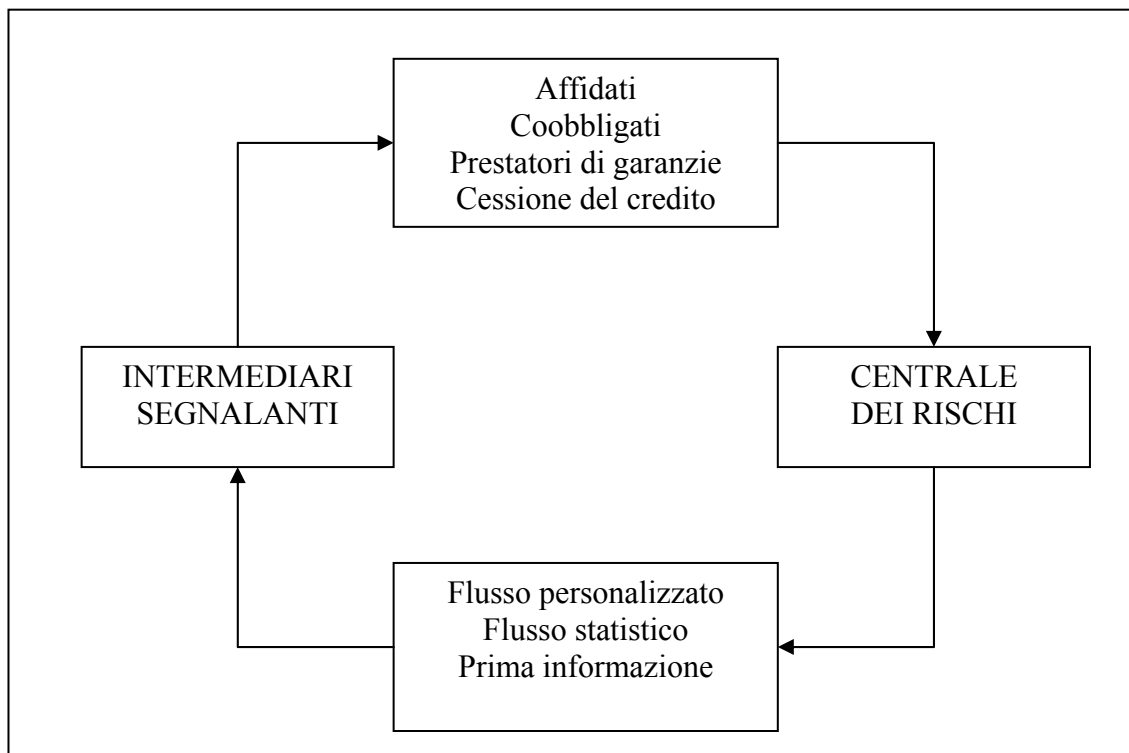 Affidati
Coobbligati
Prestatori di garanzie
Cessione del credito
INTERMEDIARI
SEGNALANTI
CENTRALE
DEI RISCHI
Flusso personalizzato
Flusso statistico
Prima informazione